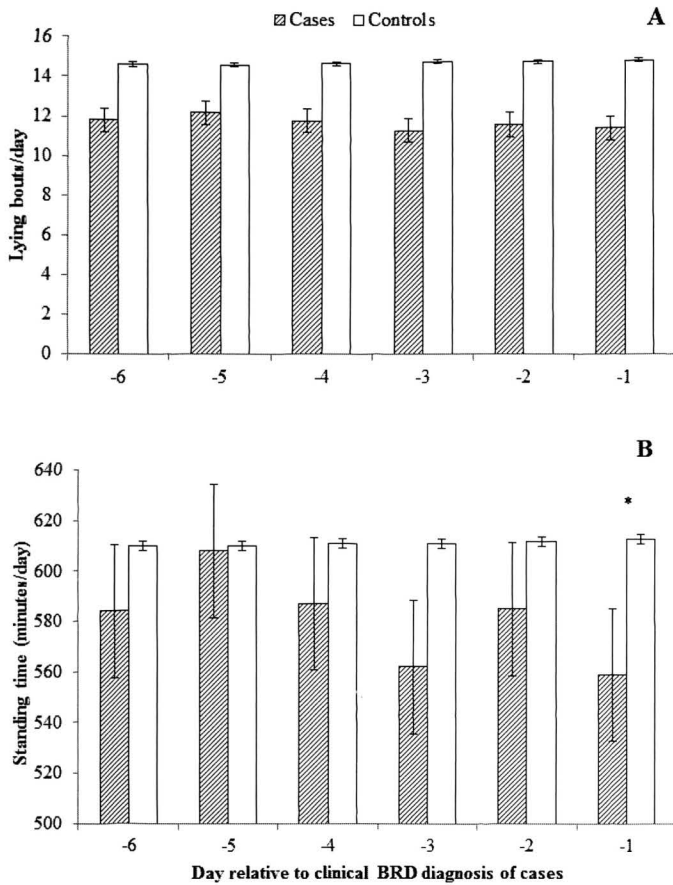 Cases Controls
A
16
14
12
10
8
6
4
2
0
Lying bouts/day
-6 -5 -4 -3 -2 -1
B
640
620
600
580
560
540
520
500
Standing time (minutes/day)
*
-6 -5 -4 -3 -2 -1
Day relative to clinical BRD diagnosis of cases